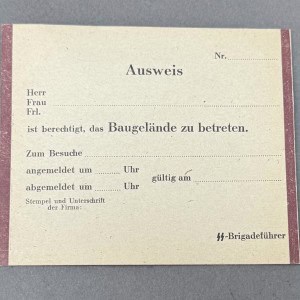 Nr.
Ausweis
Herr
Frau
Frl.
ist berechtigt, das Baugelände zu betreten.
Zum Besuche
angemeldet um Uhr
gültig am
abgemeldet um Uhr
Stempel und Unterschrift
der Firma:
ᛋᛋ-Brigadeführer